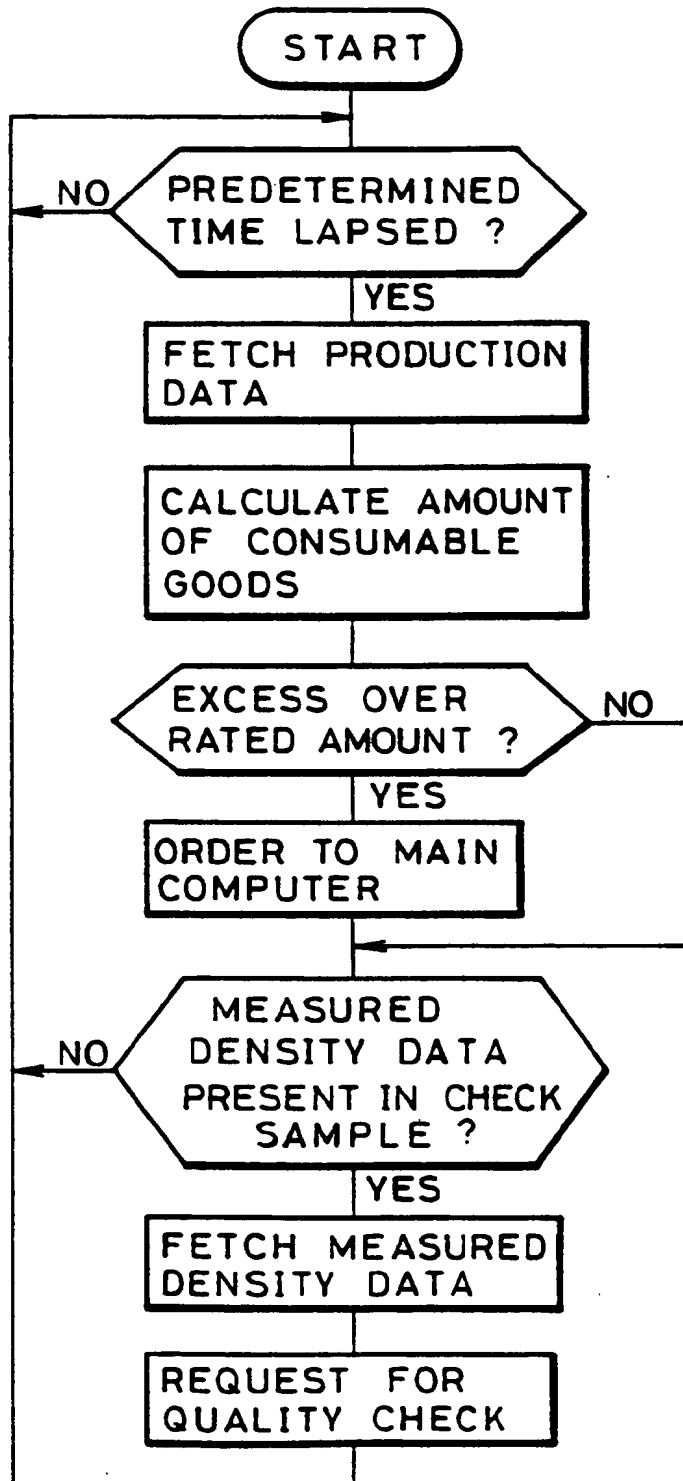 START
NO
PREDETERMINED
TIME LAPSED ?
YES
FETCH PRODUCTION
DATA
CALCULATE AMOUNT
OF CONSUMABLE
GOODS
EXCESS OVER
RATED AMOUNT ?
NO
YES
ORDER TO MAIN
COMPUTER
MEASURED
DENSITY DATA
PRESENT IN CHECK
SAMPLE ?
NO
YES
FETCH MEASURED
DENSITY DATA
REQUEST FOR
QUALITY CHECK